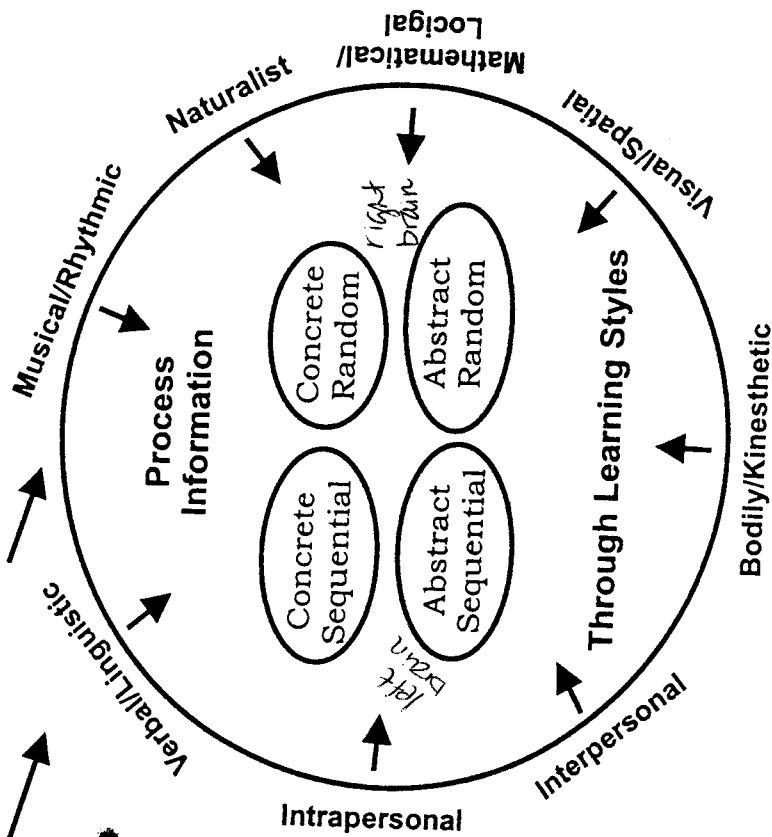 Verbal/Linguistic
Musical/Rhythmic
Naturalist
Mathematical/
Locigal
Visual/Spatial
Bodily/Kinesthetic
Interpersonal
Intrapersonal
Process
Information
Concrete
Sequential
Concrete
Random
left
brain
right
brain
Abstract
Sequential
Abstract
Random
Through Learning Styles